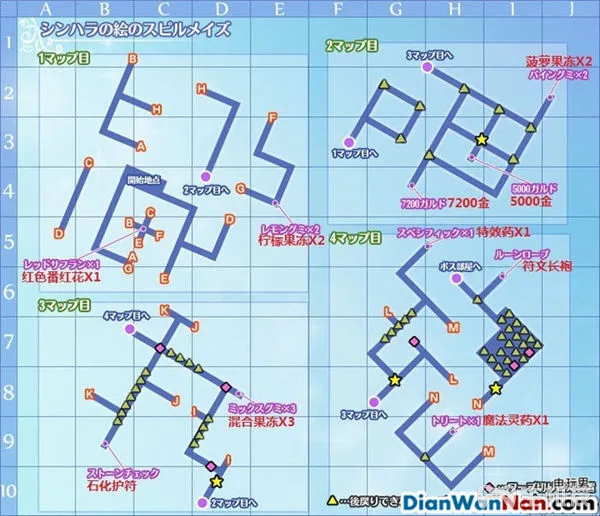 A B C D E F G H I J
シンハラの絵のスピルメイズ
1
1マップ目
2マップ目
3マップ目へ
菠萝果冻X2
パイングミ×2
B
H
2
H
F
A
3
1マップ目へ
C
開始地点
2マップ目へ
G
4
7200ガルド 7200金
5000ガルド
5000金
レモングミ×2
柠檬果冻X2
C
B
F
E
D
D
5
レッドサフラン×1
红色番红花X1
A
G
E
4マップ目
スペシフィック×1 特效药X1
ボス部屋へ
ルーンローブ
符文长袍
6
3マップ目
4マップ目へ
K
J
L
M
7
8
B
C
J
I
ミックスグミ×3
混合果冻X3
3マップ目へ
L
N
N
トリート×1 魔法灵药X1
9
ストーンチェック
石化护符
I
M
10
2マップ目へ
▲…後戻りでき
DianWanNan.com
电玩男